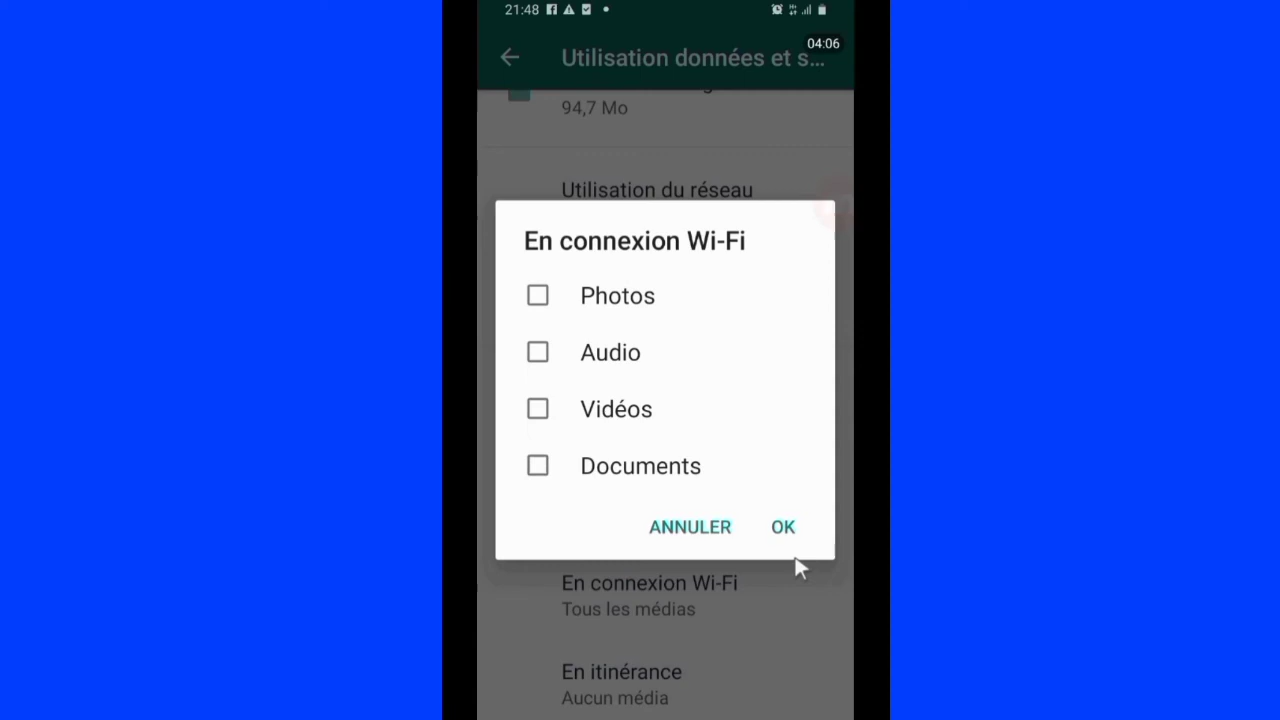 21:48
04:06
Utilisation données et s...
94,7 Mo
Utilisation du réseau
En connexion Wi-Fi
Photos
Audio
Vidéos
Documents
ANNULER OK
En connexion Wi-Fi
Tous les médias
En itinérance
Aucun média